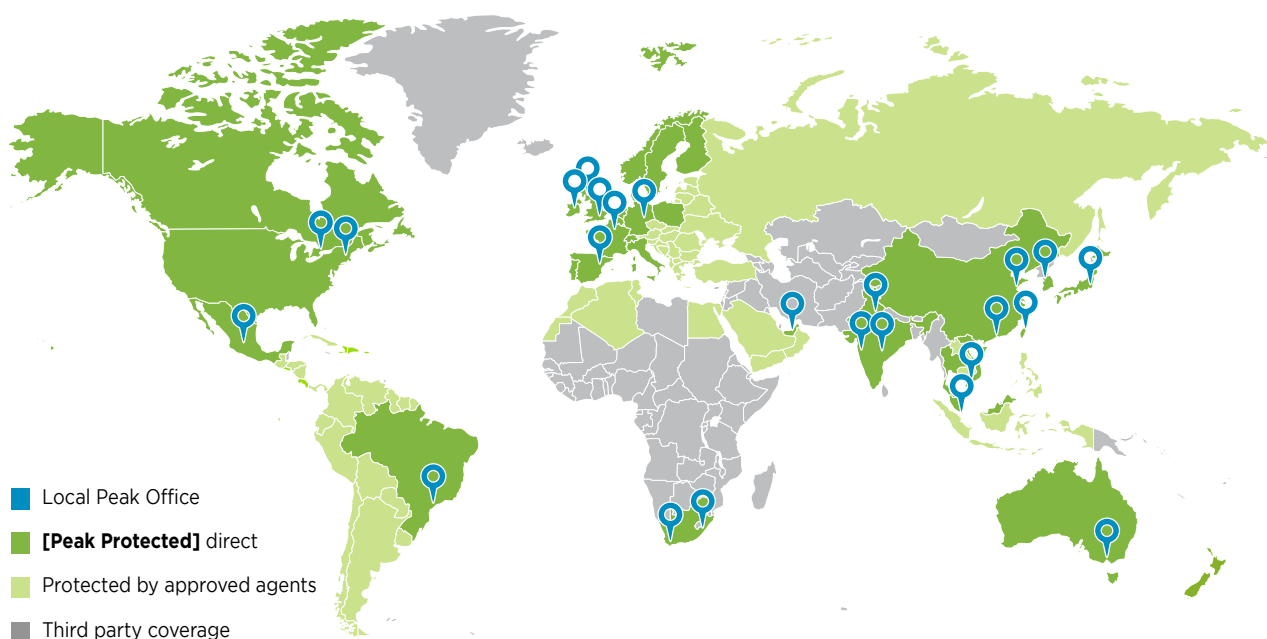 Local Peak Office
[Peak Protected] direct
Protected by approved agents
Third party coverage